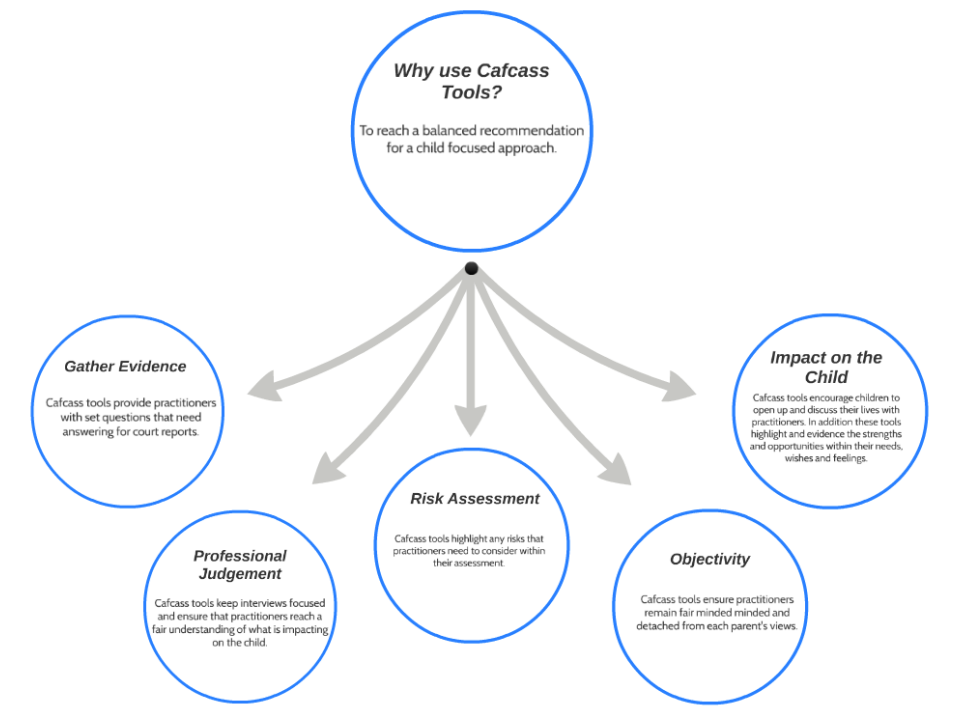 Why use Cafcass
Tools?
To reach a balanced recommendation
for a child focused approach.
Gather Evidence
Cafcass tools provide practitioners
with set questions that need
answering for court reports.
Professional
Judgement
Cafcass tools keep interviews focused
and ensure that practitioners reach a
fair understanding of what is impacting
on the child.
Risk Assessment
Cafcass tools highlight any risks that
practitioners need to consider within
their assessment.
Objectivity
Cafcass tools ensure practitioners
remain fair minded minded and
detached from each parent's views.
Impact on the
Child
Cafcass tools encourage children to
open up and discuss their lives with
practitioners. In addition these tools
highlight and evidence the strengths
and opportunities within their needs,
wishes and feelings.